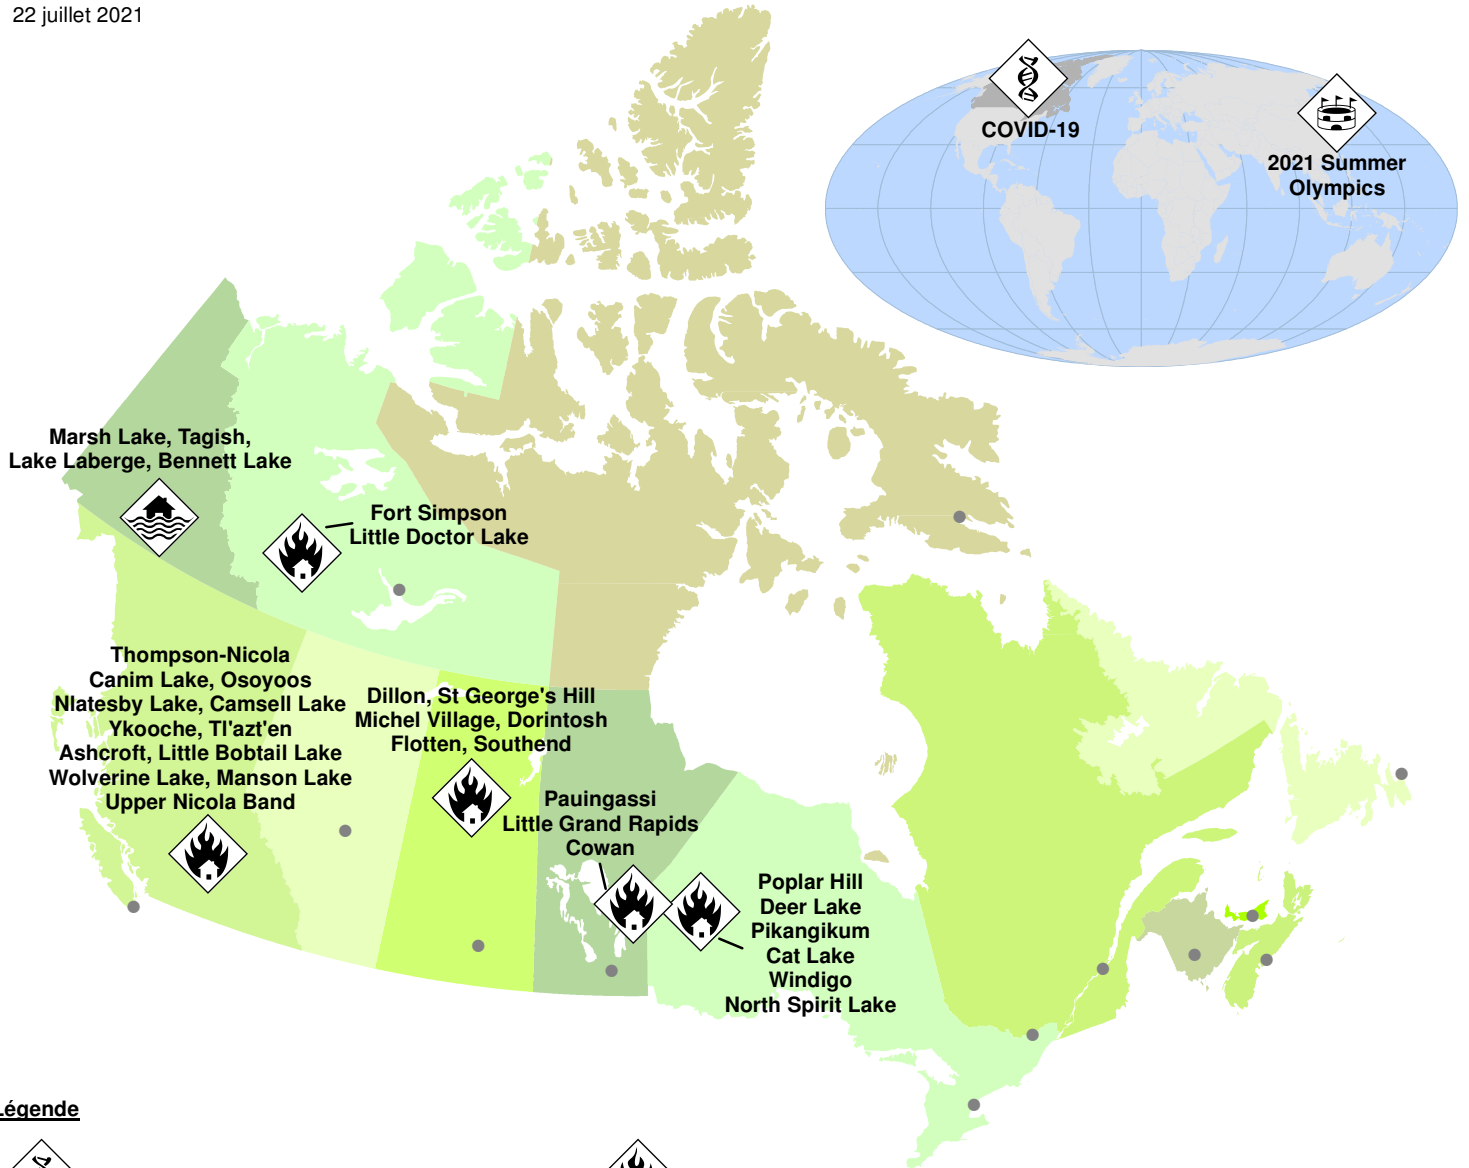 22 juillet 2021
COVID-19
2021 Summer
Olympics
Marsh Lake, Tagish,
Lake Laberge, Bennett Lake
Fort Simpson
Little Doctor Lake
Thompson-Nicola
Canim Lake, Osoyoos
Nlatesby Lake, Camsell Lake
Ykooche, Tl'azt'en
Ashcroft, Little Bobtail Lake
Wolverine Lake, Manson Lake
Upper Nicola Band
Dillon, St George's Hill
Michel Village, Dorintosh
Flotten, Southend
Pauingassi
Little Grand Rapids
Cowan
Poplar Hill
Deer Lake
Pikangikum
Cat Lake
Windigo
North Spirit Lake
Légende